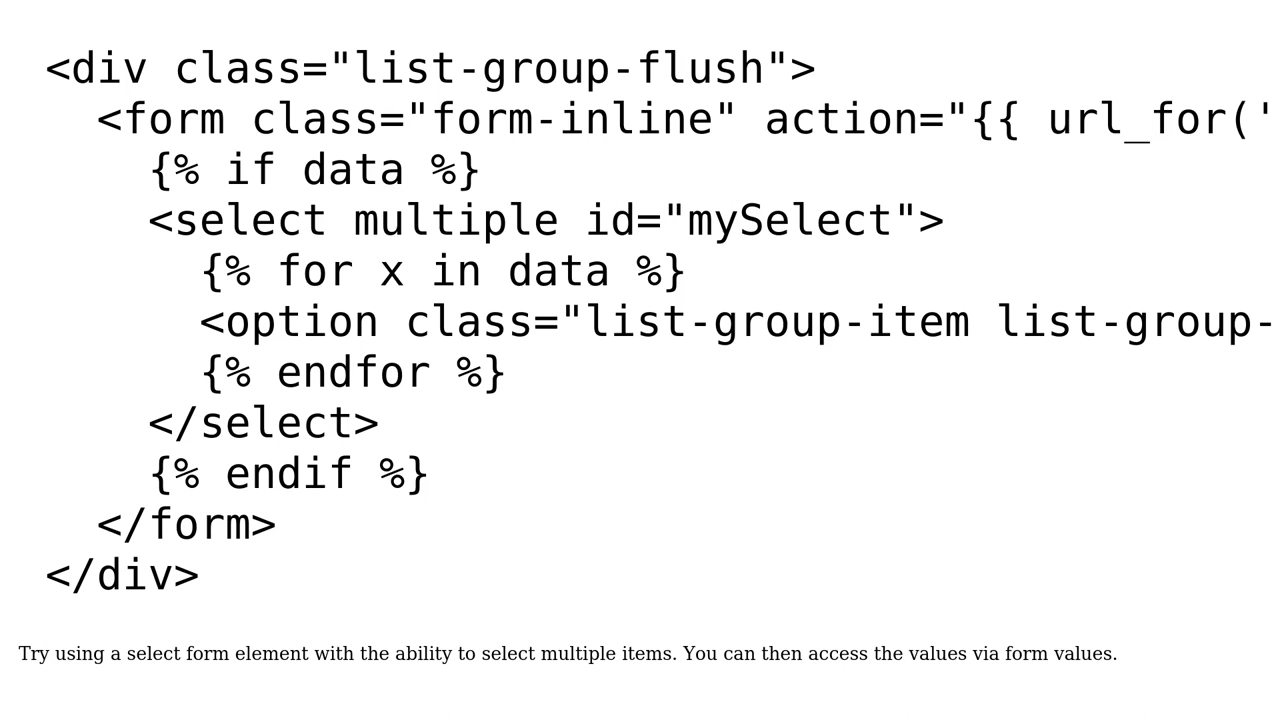 <div class="list-group-flush">
  <form class="form-inline" action="{{ url_for('
    {% if data %}
    <select multiple id="mySelect">
      {% for x in data %}
      <option class="list-group-item list-group-
      {% endfor %}
    </select>
    {% endif %}
  </form>
</div>
Try using a select form element with the ability to select multiple items. You can then access the values via form values.